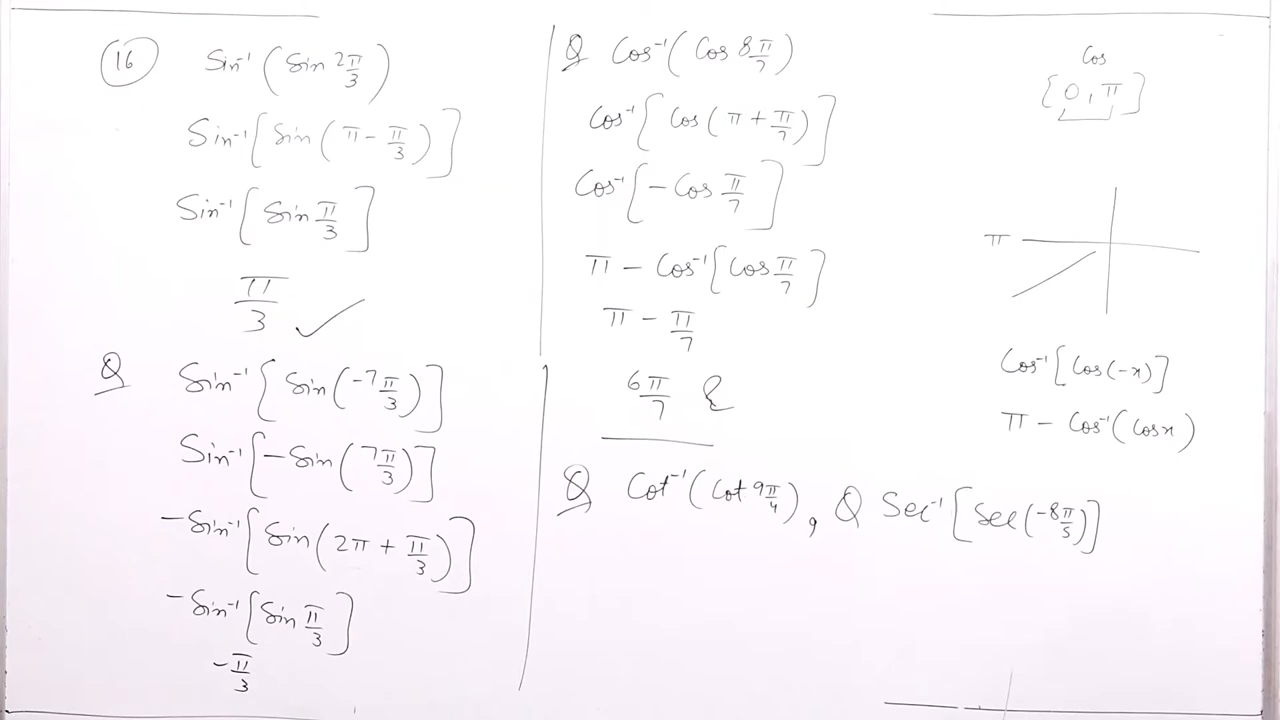 (16) Sin⁻¹(Sin 2π/3)
Sin⁻¹[Sin(π - π/3)]
Sin⁻¹[Sin π/3]
π/3 ✓
Q Sin⁻¹[Sin(-7π/3)]
Sin⁻¹[-Sin(7π/3)]
-Sin⁻¹[Sin(2π + π/3)]
-Sin⁻¹[Sin π/3]
-π/3
Q Cos⁻¹(Cos 8π/7)
Cos⁻¹[Cos(π + π/7)]
Cos⁻¹[-Cos π/7]
π - Cos⁻¹[Cos π/7]
π - π/7
6π/7
Q Cot⁻¹(Cot 9π/4), Q Sec⁻¹[Sec(-8π/5)]
Cos
[0, π]
π
Cos⁻¹[Cos(-x)]
π - Cos⁻¹(Cosx)